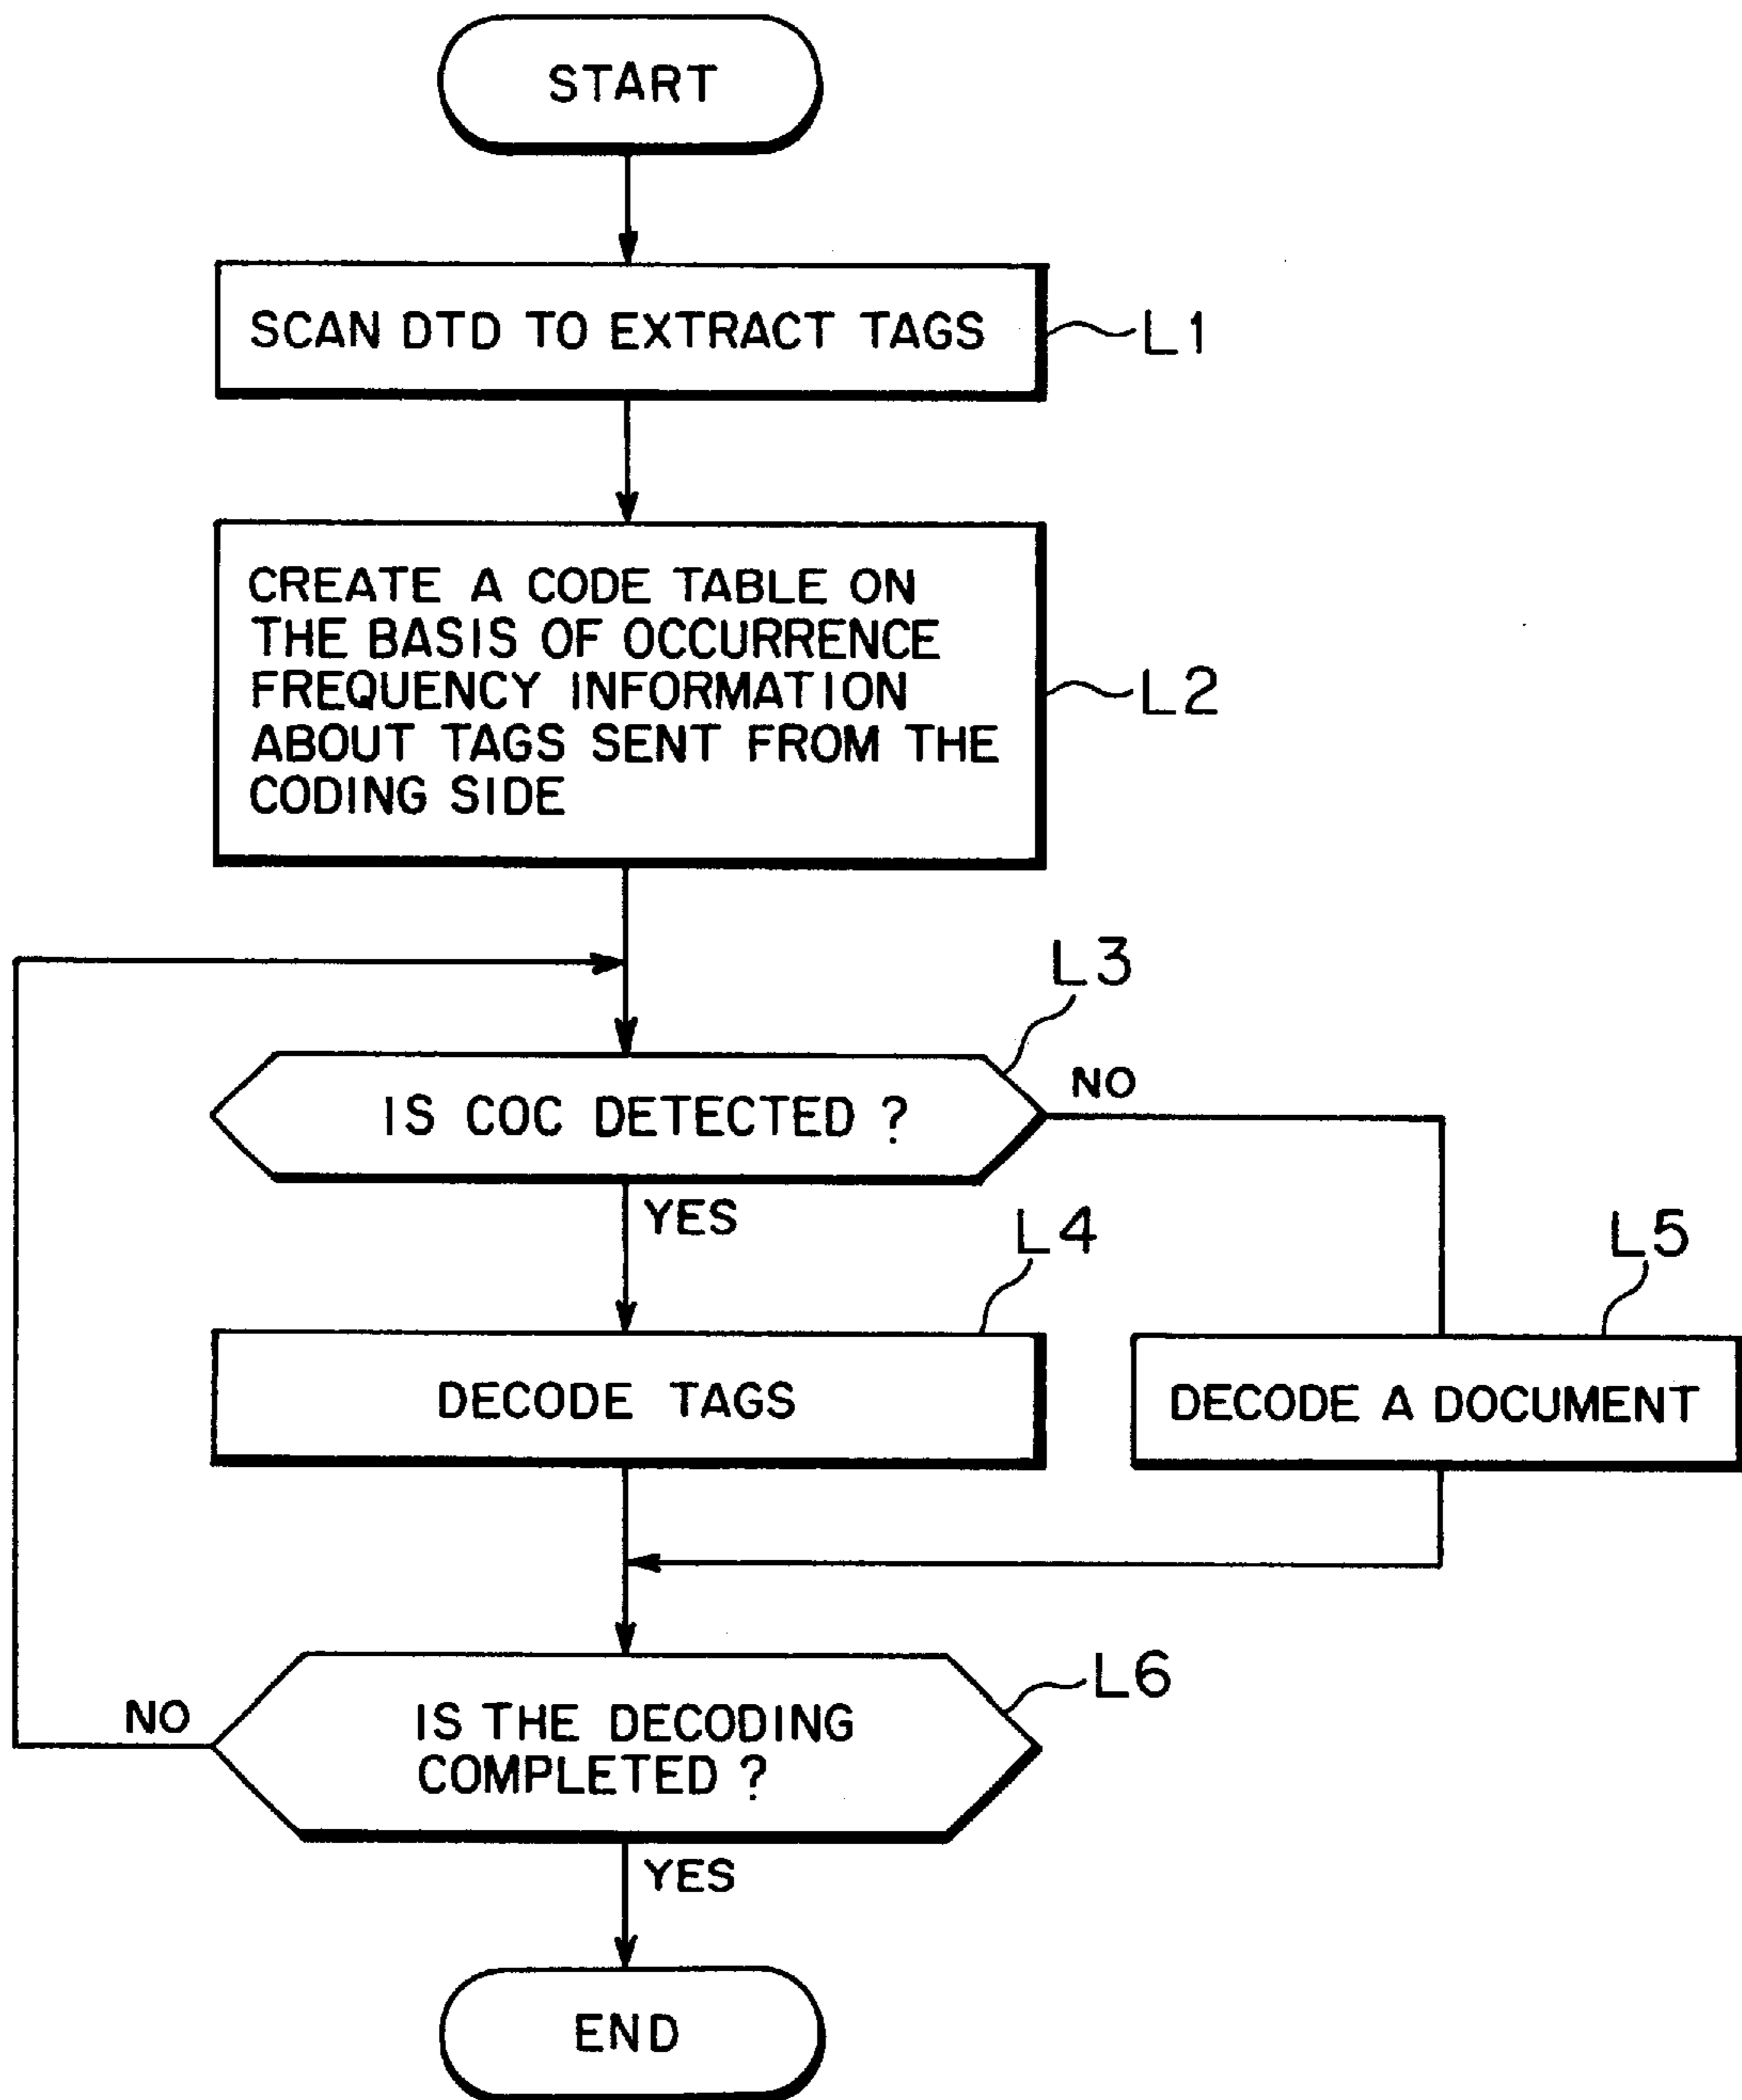 START
SCAN DTD TO EXTRACT TAGS
L1
CREATE A CODE TABLE ON
THE BASIS OF OCCURRENCE
FREQUENCY INFORMATION
ABOUT TAGS SENT FROM THE
CODING SIDE
L2
L3
IS COC DETECTED ?
NO
YES
L4
L5
DECODE TAGS
DECODE A DOCUMENT
L6
NO
IS THE DECODING
COMPLETED ?
YES
END